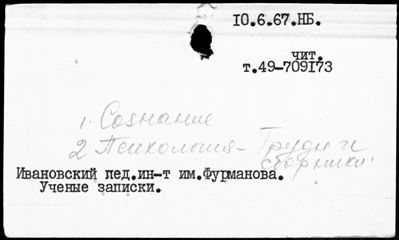 10.6.67.НБ.
чит.
т.49-709173
1. Сознание
2 Психология - Труды и
сборники.
Ивановский пед.ин-т им.Фурманова.
Ученые записки.